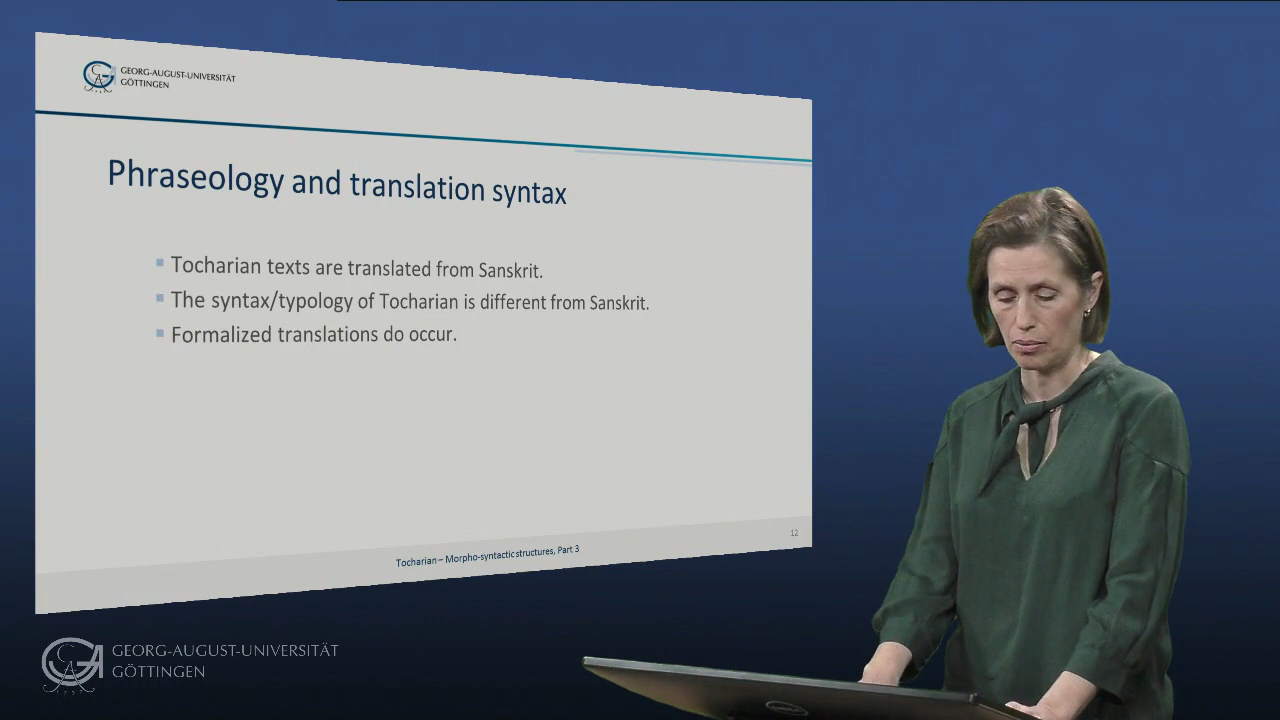 GEORG-AUGUST-UNIVERSITÄT
GÖTTINGEN
Phraseology and translation syntax
Tocharian texts are translated from Sanskrit.
The syntax/typology of Tocharian is different from Sanskrit.
Formalized translations do occur.
12
Tocharian – Morpho-syntactic structures, Part 3
GEORG-AUGUST-UNIVERSITÄT
GÖTTINGEN
DELL